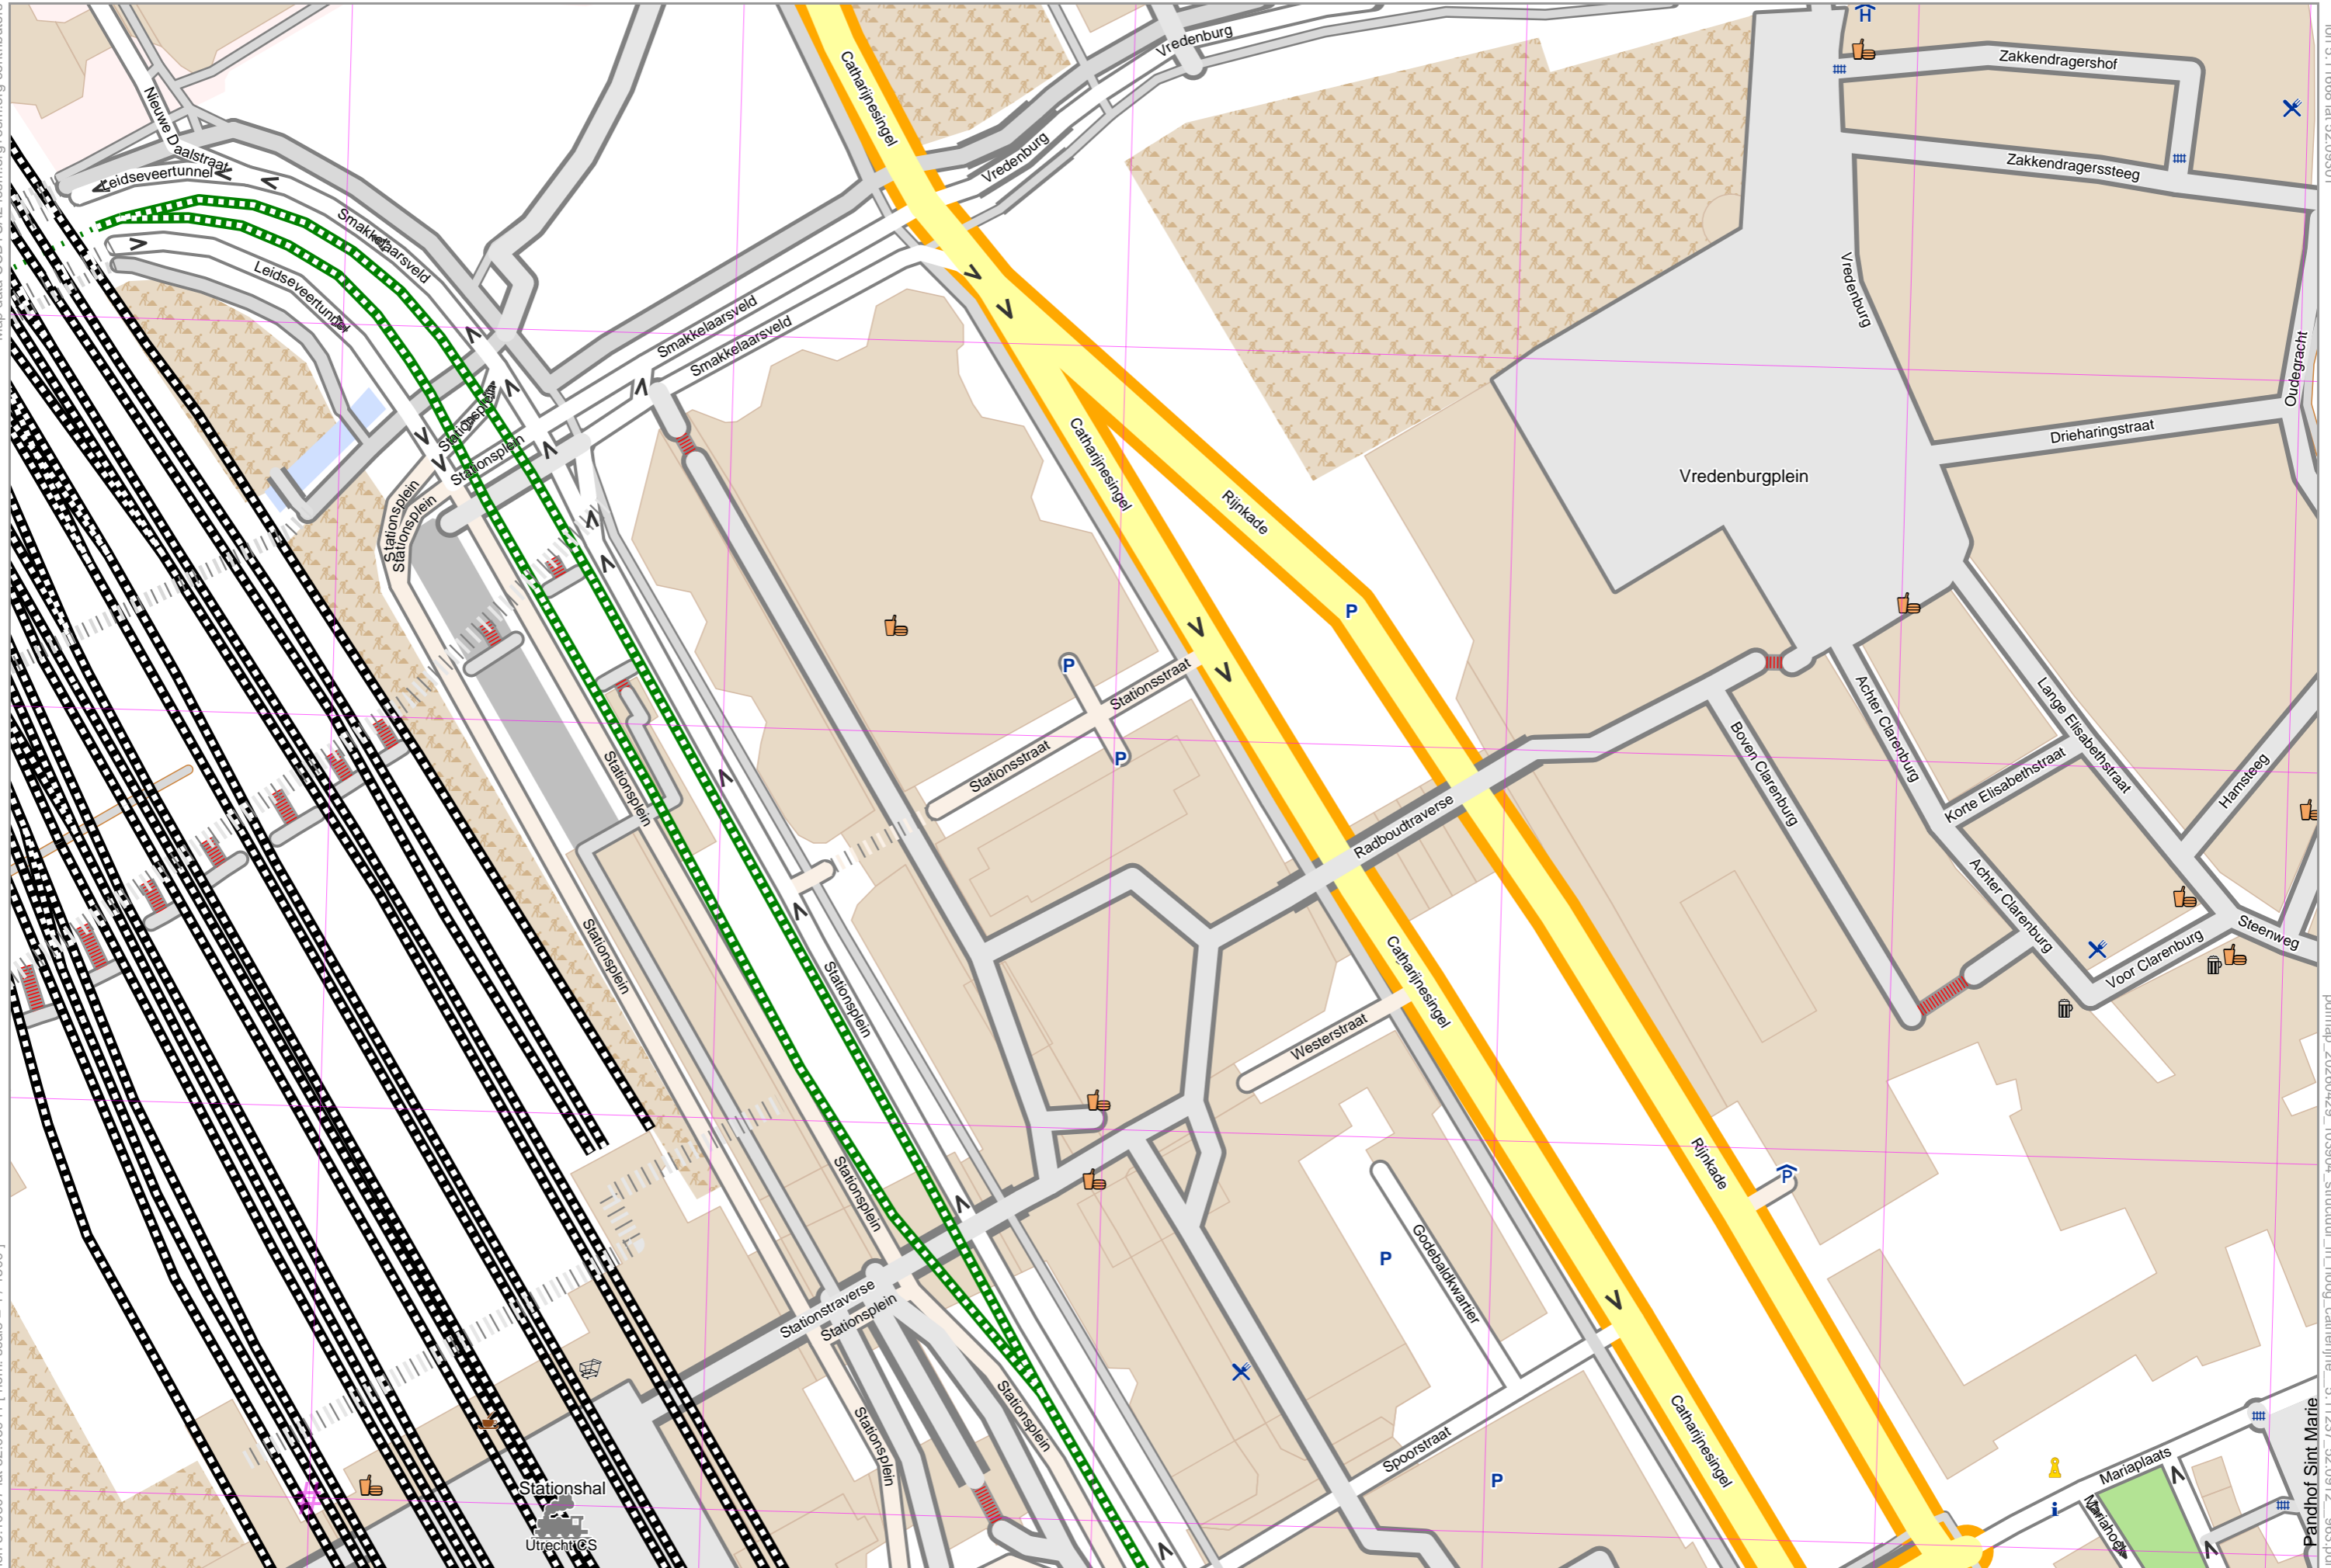 Catharijnesingel
Vredenburg
H
Zakkendragershof
Nieuwe Daalstraat
Leidseveertunnel
Vredenburg
Zakkendragerssteeg
Smakkelaarsveld
Leidseveertunnel
Vredenburg
Smakkelaarsveld
Smakkelaarsveld
Oudegracht
Stationsplein
Stationsplein
Stationsplein
Stationsplein
Catharijnesingel
Rijnkade
Drieharingstraat
Vredenburgplein
P
P
Stationsstraat
P
Stationsstraat
Stationsplein
Boven Clarenburg
Achter Clarenburg
Lange Elisabethstraat
Korte Elisabethstraat
Hamsteeg
Radboudtraverse
Achter Clarenburg
Voor Clarenburg
Steenweg
Stationsplein
Stationsplein
Catharijnesingel
Westerstraat
Stationsplein
Rijnkade
P
P
Godebaldkwartier
Stationstraverse
Stationsplein
Stationsplein
Stationsplein
Spoorstraat
P
Catharijnesingel
Stationshal
Utrecht CS
Mariaplaats
i
Mariahoek
Pandhof Sint Marie